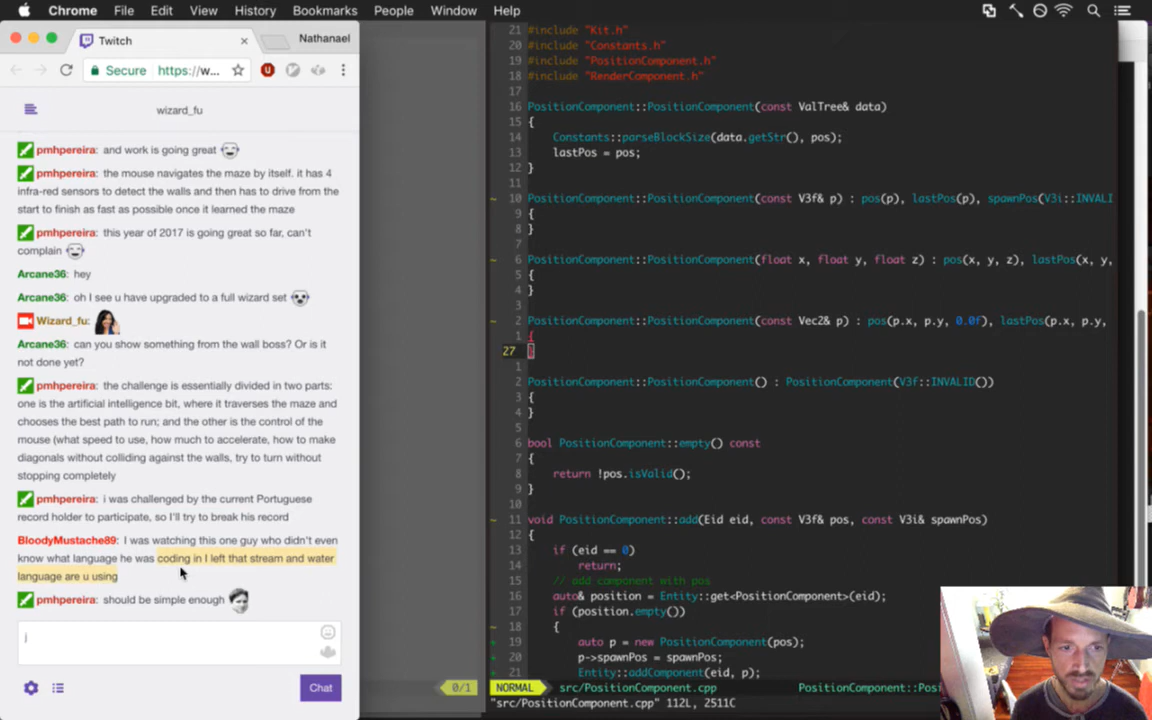 Chrome File Edit View History Bookmarks People Window Help
Twitch
Nathanael
Secure https://w...
wizard_fu
pmhpereira: and work is going great
pmhpereira: the mouse navigates the maze by itself. it has 4
infra-red sensors to detect the walls and then has to drive from the
start to finish as fast as possible once it learned the maze
pmhpereira: this year of 2017 is going great so far, can't
complain
Arcane36: hey
Arcane36: oh I see u have upgraded to a full wizard set
Wizard_fu:
Arcane36: can you show something from the wall boss? Or is it
not done yet?
pmhpereira: the challenge is essentially divided in two parts:
one is the artificial intelligence bit, where it traverses the maze and
chooses the best path to run; and the other is the control of the
mouse (what speed to use, how much to accelerate, how to make
diagonals without colliding against the walls, try to turn without
stopping completely
pmhpereira: i was challenged by the current Portuguese
record holder to participate, so I'll try to break his record
BloodyMustache89: I was watching this one guy who didn't even
know what language he was coding in I left that stream and water
language are u using
pmhpereira: should be simple enough
j
Chat
0/1
21 #include "Kit.h"
20 #include "Constants.h"
19 #include "PositionComponent.h"
18 #include "RenderComponent.h"
17
16 PositionComponent::PositionComponent(const ValTree& data)
15 {
14 Constants::parseBlockSize(data.getStr(), pos);
13 lastPos = pos;
12 }
11
10 PositionComponent::PositionComponent(const V3f& p) : pos(p), lastPos(p), spawnPos(V3i::INVALI
9 {
8 }
7
6 PositionComponent::PositionComponent(float x, float y, float z) : pos(x, y, z), lastPos(x, y,
5 {
4 }
3
2 PositionComponent::PositionComponent(const Vec2& p) : pos(p.x, p.y, 0.0f), lastPos(p.x, p.y,
1 {
27 }
1
2 PositionComponent::PositionComponent() : PositionComponent(V3f::INVALID())
3 {
4 }
5
6 bool PositionComponent::empty() const
7 {
8 return !pos.isValid();
9 }
10
11 void PositionComponent::add(Eid eid, const V3f& pos, const V3i& spawnPos)
12 {
13 if (eid == 0)
14 return;
15 // add component with pos
16 auto& position = Entity::get<PositionComponent>(eid);
17 if (position.empty())
18 {
19 auto p = new PositionComponent(pos);
20 p->spawnPos = spawnPos;
21 Entity::addComponent(eid, p);
NORMAL src/PositionComponent.cpp PositionComponent::Posi
"src/PositionComponent.cpp" 112L, 2511C